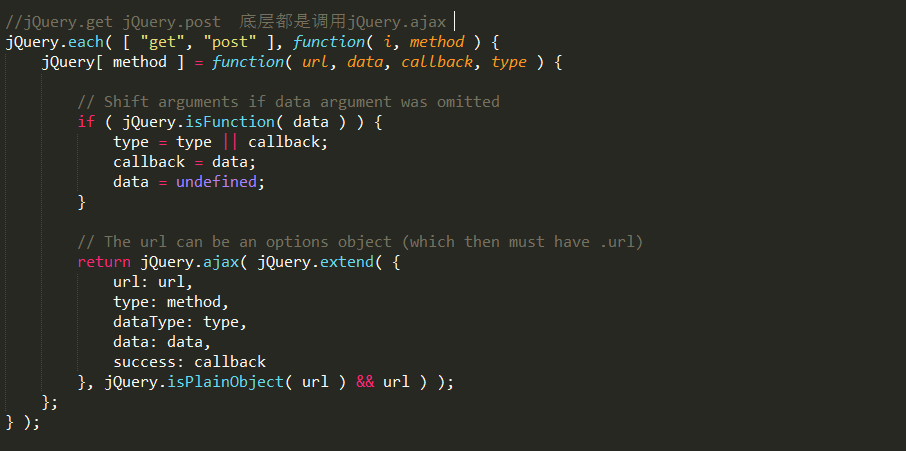 //jQuery.get jQuery.post  底层都是调用jQuery.ajax
jQuery.each( [ "get", "post" ], function( i, method ) {
    jQuery[ method ] = function( url, data, callback, type ) {

        // Shift arguments if data argument was omitted
        if ( jQuery.isFunction( data ) ) {
            type = type || callback;
            callback = data;
            data = undefined;
        }

        // The url can be an options object (which then must have .url)
        return jQuery.ajax( jQuery.extend( {
            url: url,
            type: method,
            dataType: type,
            data: data,
            success: callback
        }, jQuery.isPlainObject( url ) && url ) );
    };
} );